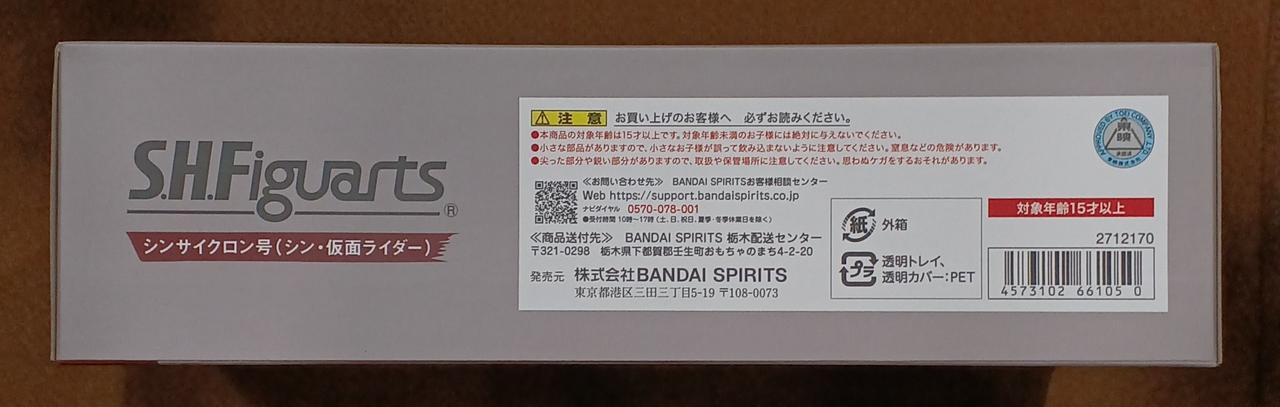 S.H.Figuarts®
シンサイクロン号(シン・仮面ライダー)
注意 お買い上げのお客様へ 必ずお読みください。
●本商品の対象年齢は15才以上です。対象年齢未満のお子様には絶対に与えないでください。
●小さな部品がありますので、小さなお子様が誤って飲み込まないように注意してください。窒息などの危険があります。
●尖った部分や鋭い部分がありますので、取扱や保管場所に注意してください。思わぬケガをするおそれがあります。
≪お問い合わせ先≫ BANDAI SPIRITSお客様相談センター
Web https://support.bandaispirits.co.jp
ナビダイヤル 0570-078-001
●受付時間 10時〜17時(土、日、祝日、夏季・冬季休業日を除く)
≪商品送付先≫ BANDAI SPIRITS 栃木配送センター
〒321-0298 栃木県下都賀郡壬生町おもちゃのまち4-2-20
発売元 株式会社BANDAI SPIRITS
東京都港区三田三丁目5-19 〒108-0073
紙 外箱
プラ 透明トレイ、
透明カバー:PET
APPROVED BY TOEI COMPANY, LTD.
東映
承認済
対象年齢15才以上
2712170
4573102 66105 0